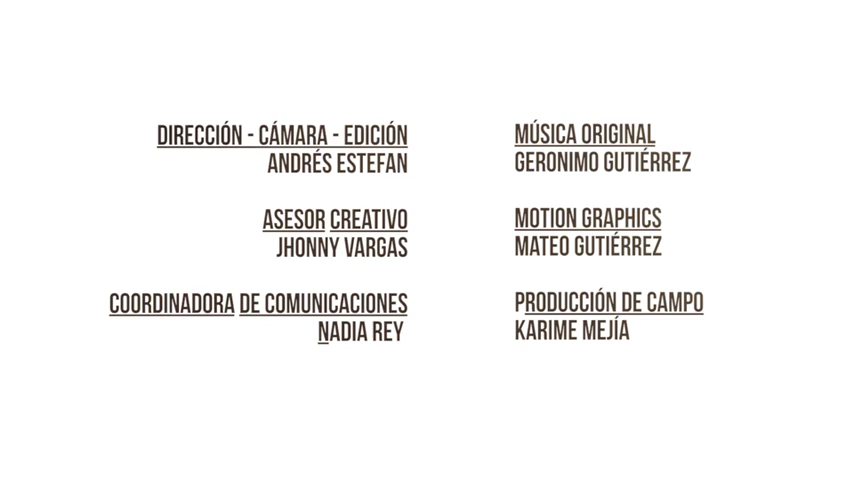 DIRECCIÓN - CÁMARA - EDICIÓN
ANDRÉS ESTEFAN
ASESOR CREATIVO
JHONNY VARGAS
COORDINADORA DE COMUNICACIONES
NADIA REY
MÚSICA ORIGINAL
GERONIMO GUTIÉRREZ
MOTION GRAPHICS
MATEO GUTIÉRREZ
PRODUCCIÓN DE CAMPO
KARIME MEJÍA